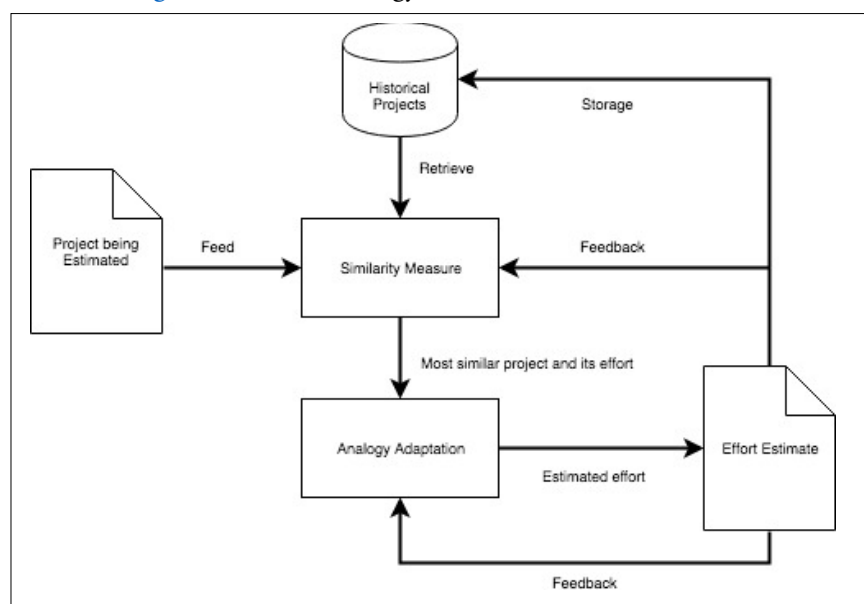 Historical
Projects
Storage
Retrieve
Project being
Estimated
Feed
Similarity Measure
Feedback
Most similar project and its effort
Analogy Adaptation
Estimated effort
Effort Estimate
Feedback